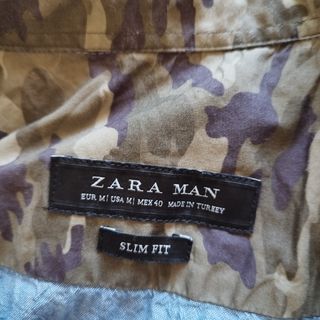 ZARA MAN
EUR M | USA M | MEX 40 MADE IN TURKEY
SLIM FIT